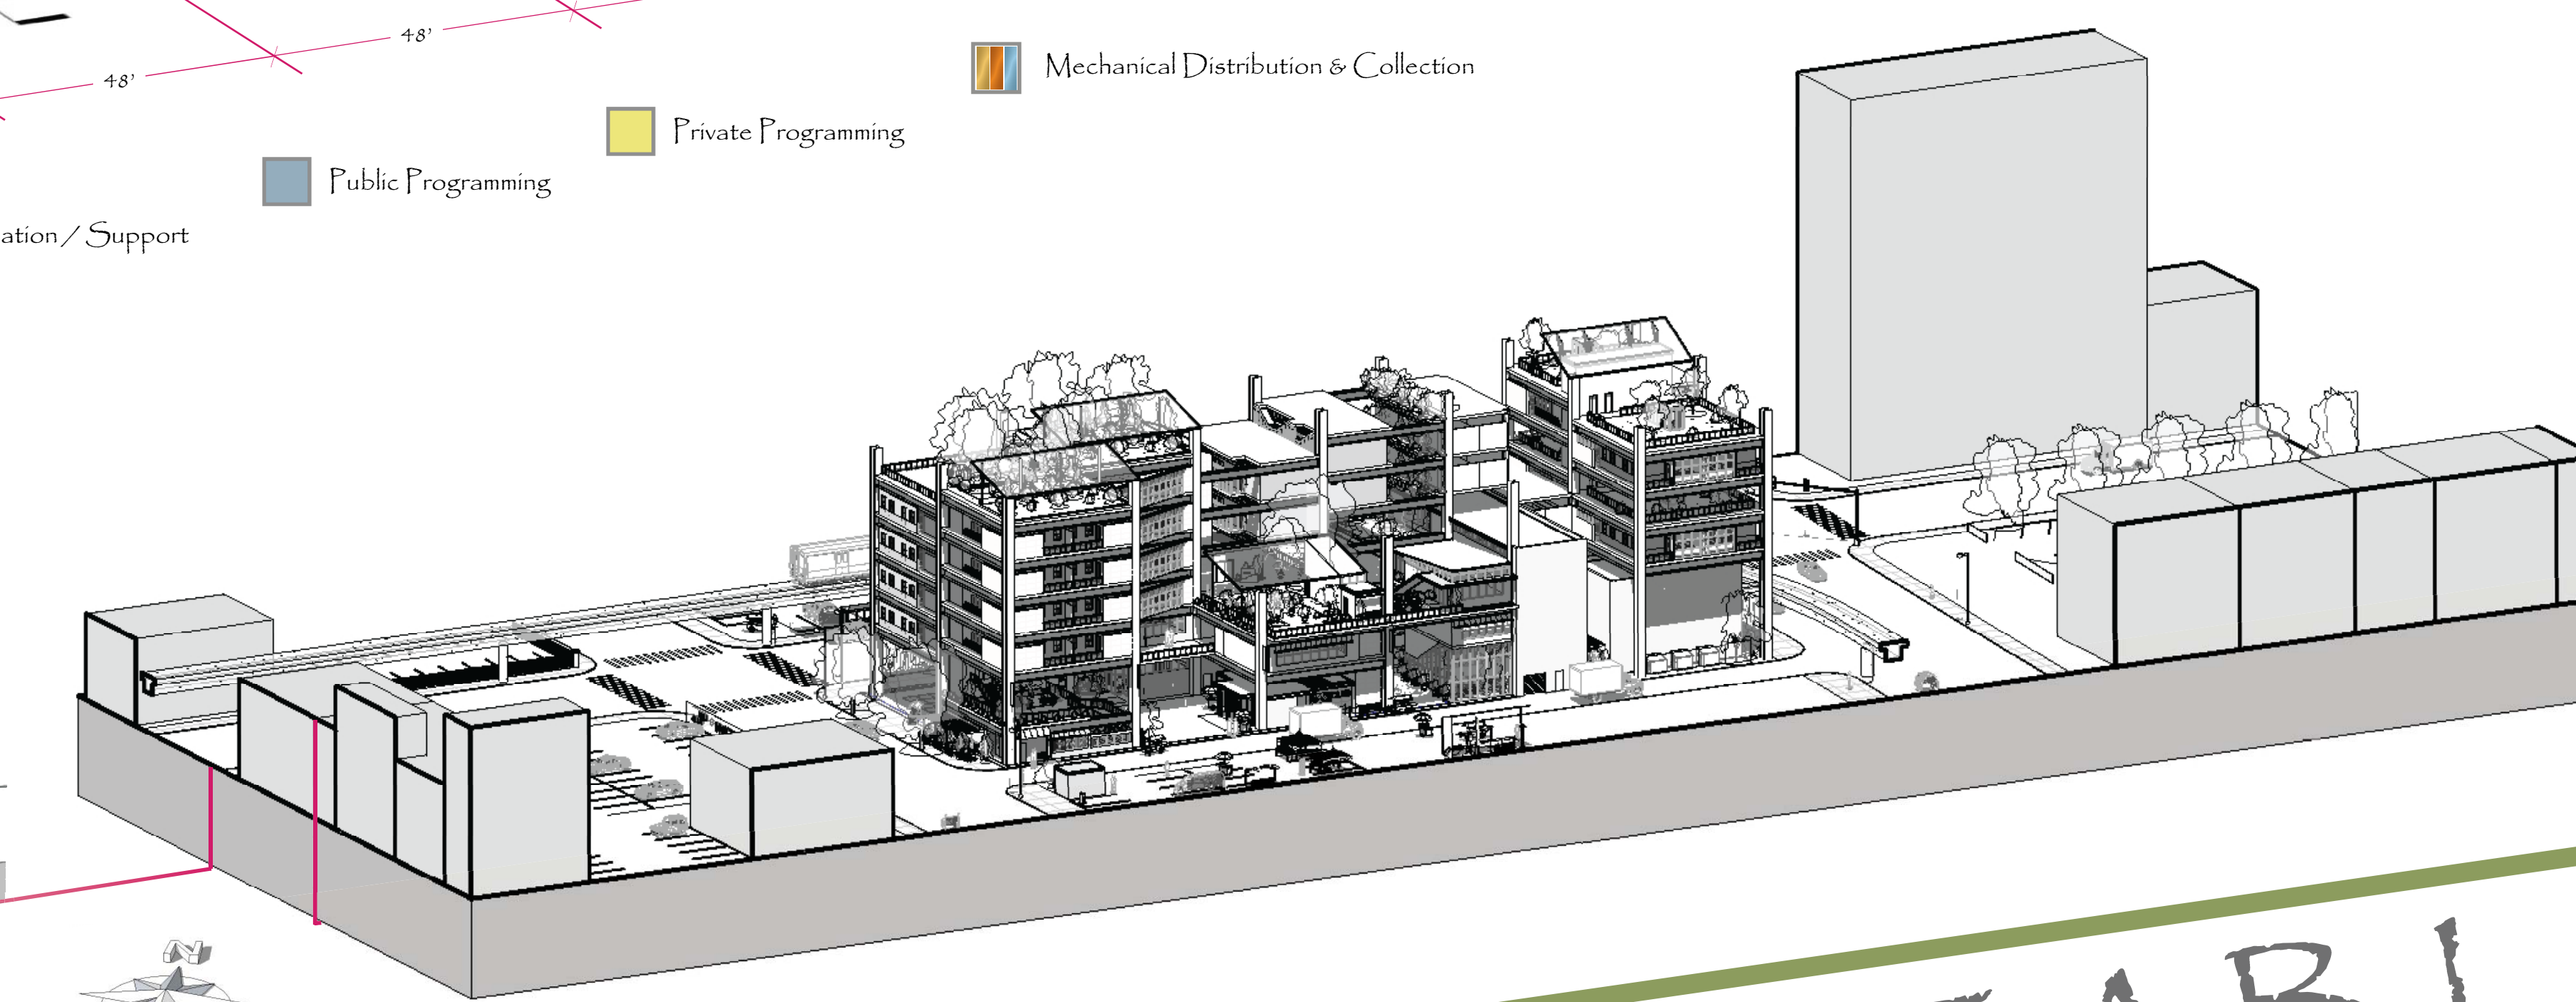 48'
48'
Mechanical Distribution & Collection
Private Programming
Public Programming
ation / Support
N